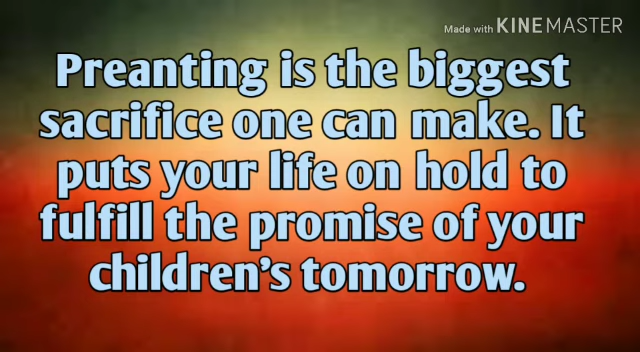 Made with KINEMASTER
Preanting is the biggest
sacrifice one can make. It
puts your life on hold to
fulfill the promise of your
children's tomorrow.